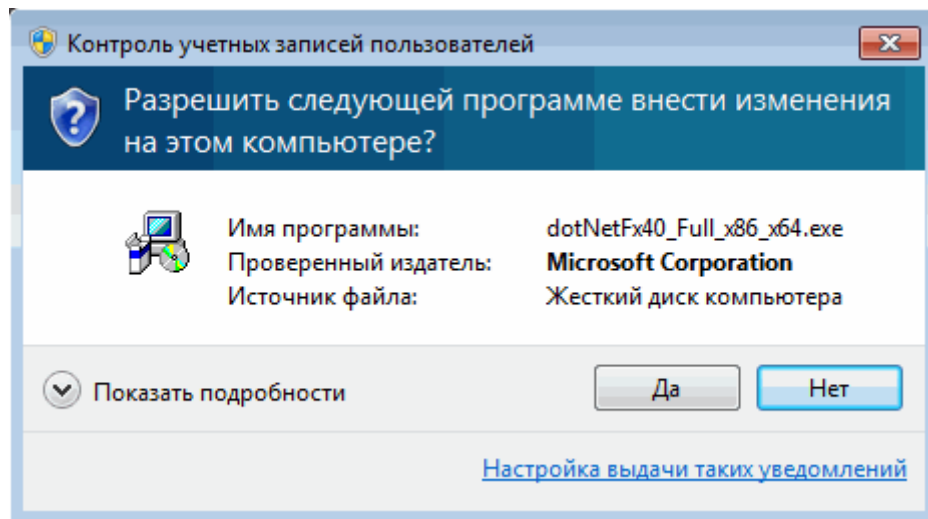 Контроль учетных записей пользователей
Разрешить следующей программе внести изменения
на этом компьютере?
Имя программы: dotNetFx40_Full_x86_x64.exe
Проверенный издатель: Microsoft Corporation
Источник файла: Жесткий диск компьютера
Показать подробности
Да
Нет
Настройка выдачи таких уведомлений